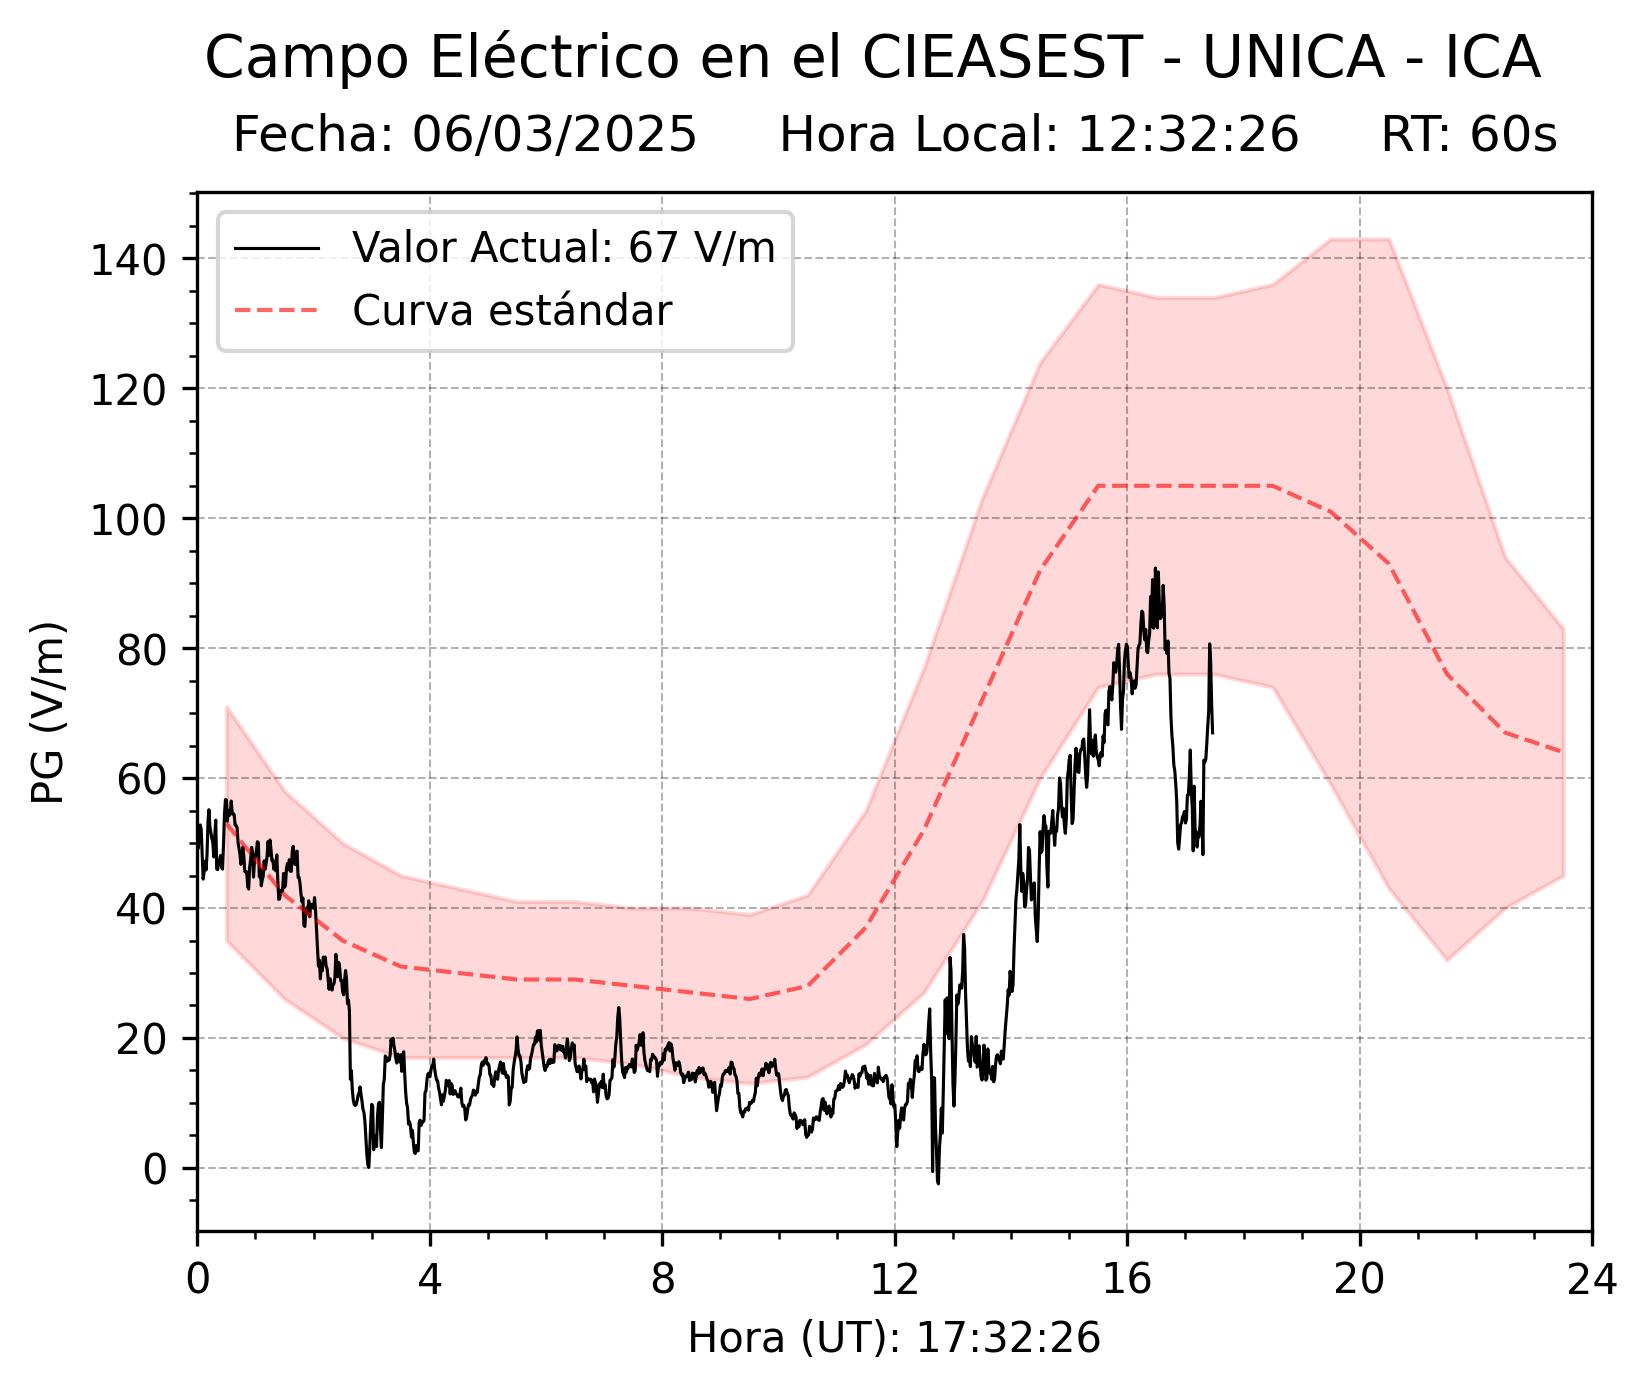 Campo Eléctrico en el CIEASEST - UNICA - ICA
Fecha: 06/03/2025 Hora Local: 12:32:26 RT: 60s
Valor Actual: 67 V/m
Curva estándar
PG (V/m)
140
120
100
80
60
40
20
0
0 4 8 12 16 20 24
Hora (UT): 17:32:26